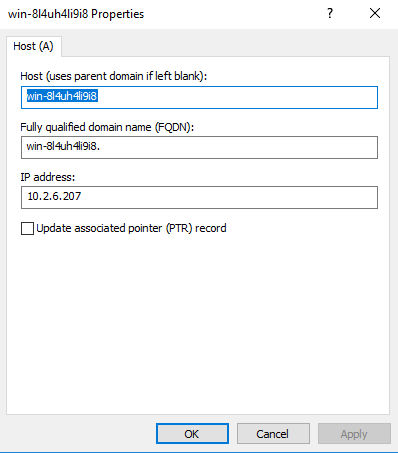 win-8l4uh4li9i8 Properties
?
Host (A)
Host (uses parent domain if left blank):
win-8l4uh4li9i8
Fully qualified domain name (FQDN):
win-8l4uh4li9i8.
IP address:
10.2.6.207
Update associated pointer (PTR) record
OK Cancel Apply